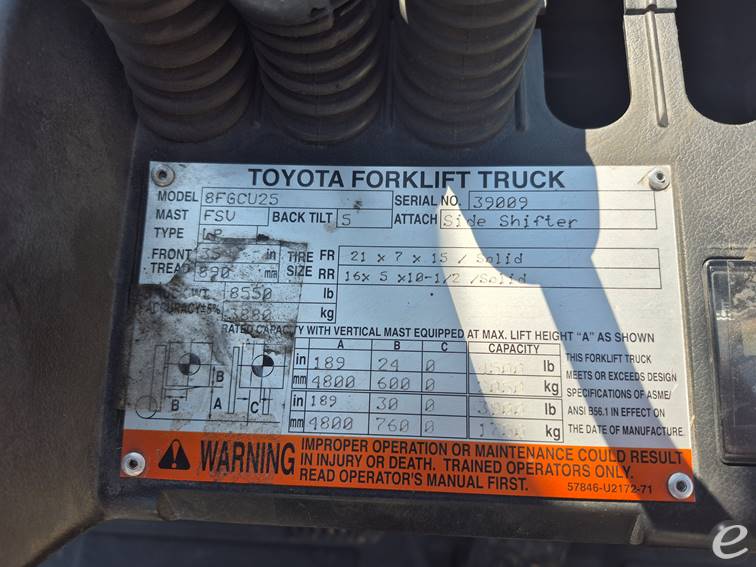 TOYOTA FORKLIFT TRUCK
MODEL 8FGCU25 SERIAL NO. 39009
MAST FSV BACK TILT 5 ATTACH Side Shifter
TYPE LP
FRONT TREAD in 890 mm
TIRE SIZE FR 21 x 7 x 15 / Solid
RR 16x 5 x10-1/2 /Solid
WT. 8550 lb
ACCURACY±5% 3880 kg
RATED CAPACITY WITH VERTICAL MAST EQUIPPED AT MAX. LIFT HEIGHT "A" AS SHOWN
A B C CAPACITY
in 189 24 0 lb
mm 4800 600 0 kg
in 189 30 0 lb
mm 4800 760 0 kg
B
B A C
THIS FORKLIFT TRUCK
MEETS OR EXCEEDS DESIGN
SPECIFICATIONS OF ASME/
ANSI B56.1 IN EFFECT ON
THE DATE OF MANUFACTURE.
WARNING
IMPROPER OPERATION OR MAINTENANCE COULD RESULT
IN INJURY OR DEATH. TRAINED OPERATORS ONLY.
READ OPERATOR'S MANUAL FIRST.
57846-U2172-71
e